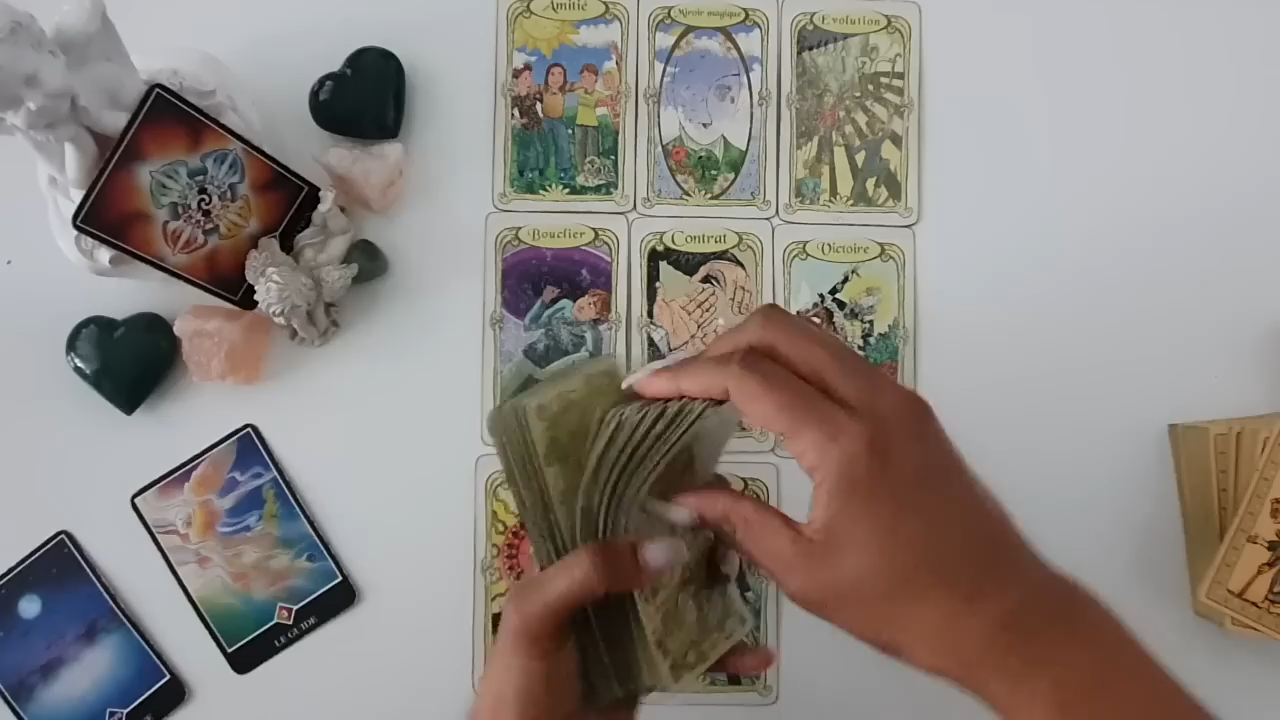 Amitié
Miroir magique
Evolution
Bouclier
Contrat
Victoire
LE GUIDE